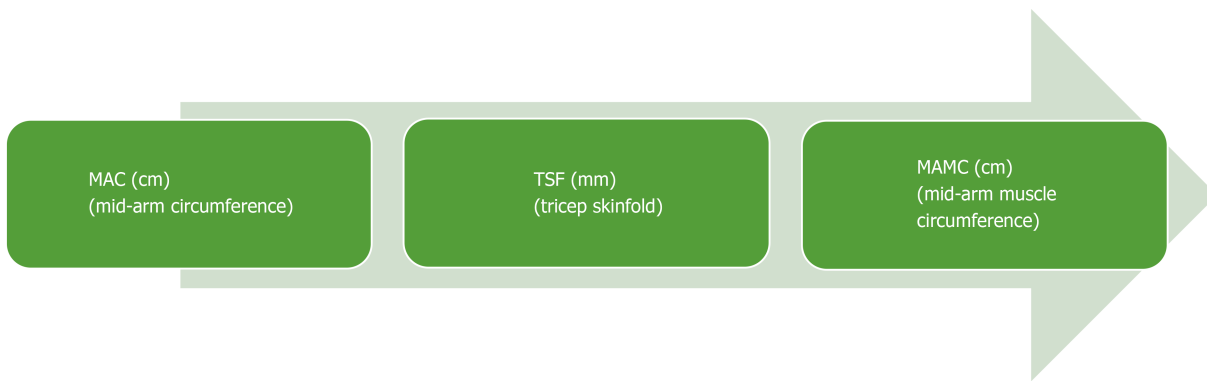 MAC (cm)
(mid-arm circumference)
TSF (mm)
(tricep skinfold)
MAMC (cm)
(mid-arm muscle
circumference)